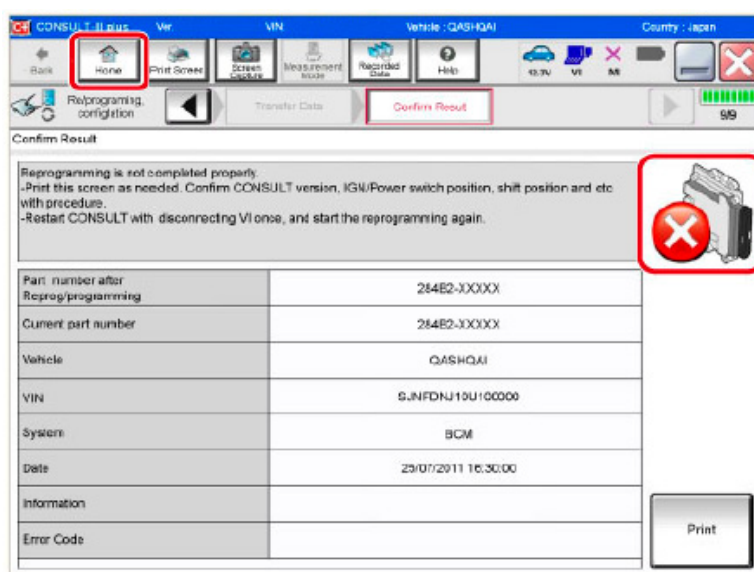 CONSULT-III plus Ver. VIN: Vehicle : QASHQAI Country : Japan
Back Home Print Screen Screen Capture Measurement Mode Recorded Data Help 12.3V VI MI
Re/programing, configlation Transfer Data Confirm Result 9/9
Confirm Result
Reprogramming is not completed properly.
-Print this screen as needed. Confirm CONSULT version, IGN/Power switch position, shift position and etc
with procedure.
-Restart CONSULT with disconnecting VI once, and start the reprogramming again.
Part number after
Reprog/programming 284B2-XXXXX
Current part number 284B2-XXXXX
Vehicle QASHQAI
VIN SJNFDNJ10U100000
System BCM
Date 25/07/2011 16:30:00
Information
Error Code
Print